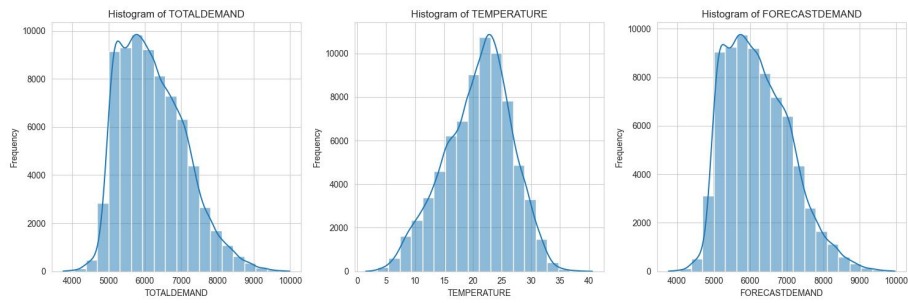 Histogram of TOTALDEMAND
10000
8000
6000
4000
2000
0
Frequency
4000 5000 6000 7000 8000 9000 10000
TOTALDEMAND
Histogram of TEMPERATURE
10000
8000
6000
4000
2000
0
Frequency
0 5 10 15 20 25 30 35 40
TEMPERATURE
Histogram of FORECASTDEMAND
10000
8000
6000
4000
2000
0
Frequency
4000 5000 6000 7000 8000 9000 10000
FORECASTDEMAND